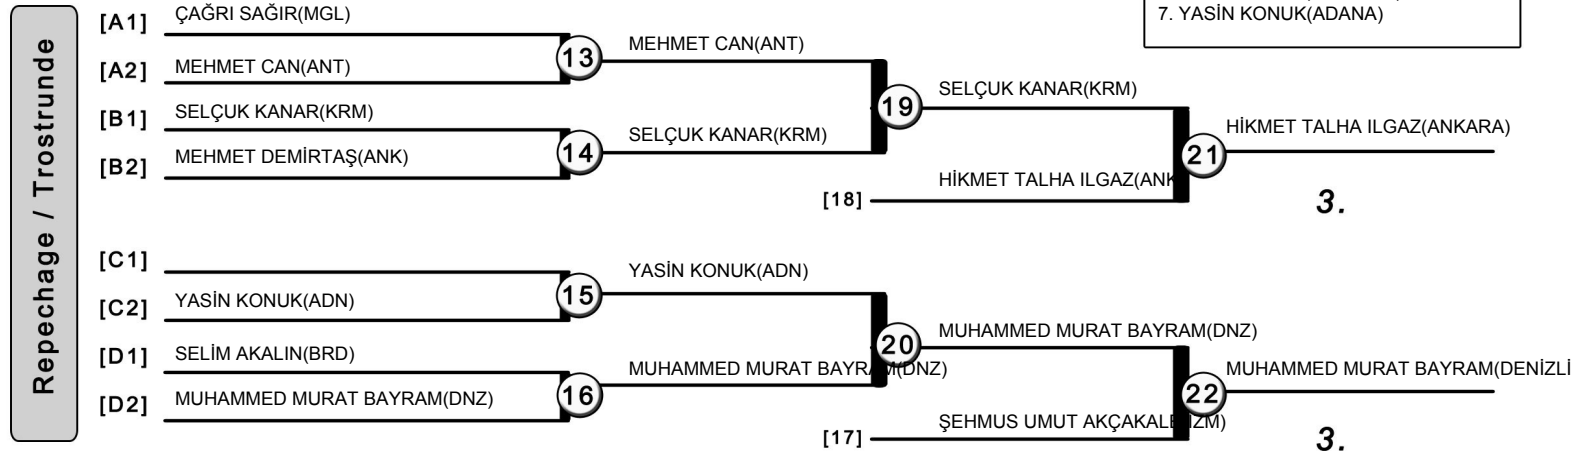 7. YASİN KONUK(ADANA)
Repechage / Trostrunde
[A1] ÇAĞRI SAĞIR(MGL)
[A2] MEHMET CAN(ANT)
13
MEHMET CAN(ANT)
[B1] SELÇUK KANAR(KRM)
[B2] MEHMET DEMİRTAŞ(ANK)
14
SELÇUK KANAR(KRM)
19
SELÇUK KANAR(KRM)
[18] HİKMET TALHA ILGAZ(ANK
21
HİKMET TALHA ILGAZ(ANKARA)
3.
[C1]
[C2] YASİN KONUK(ADN)
15
YASİN KONUK(ADN)
[D1] SELİM AKALIN(BRD)
[D2] MUHAMMED MURAT BAYRAM(DNZ)
16
MUHAMMED MURAT BAYRAM(DNZ)
20
MUHAMMED MURAT BAYRAM(DNZ)
[17] ŞEHMUS UMUT AKÇAKALE(İZM)
22
MUHAMMED MURAT BAYRAM(DENİZLİ
3.